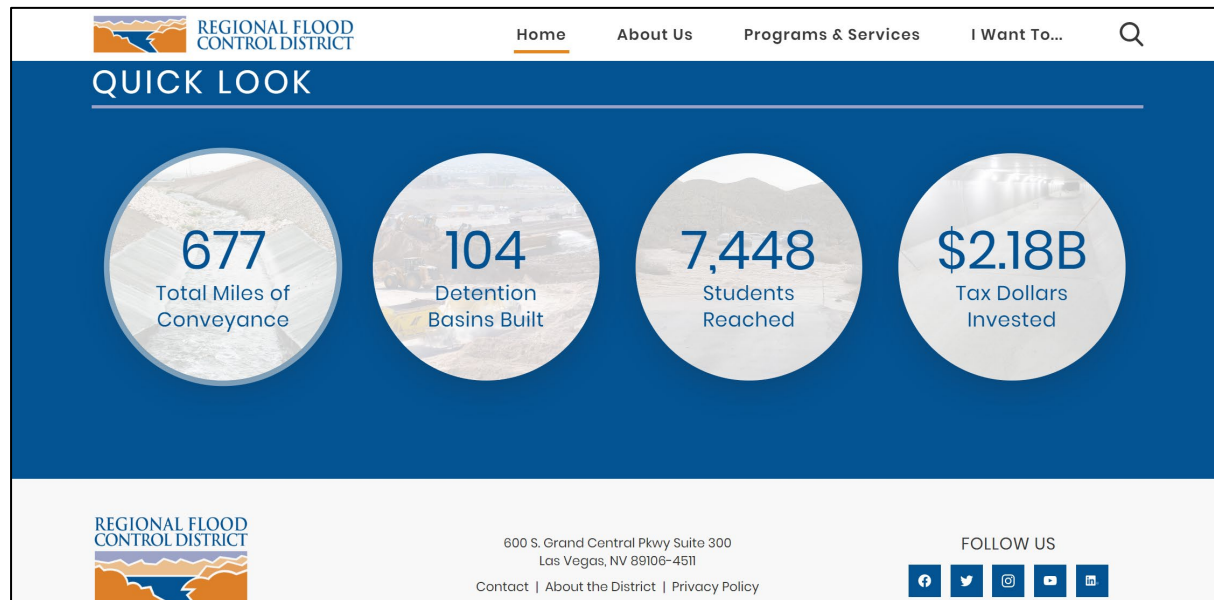 REGIONAL FLOOD
CONTROL DISTRICT
Home
About Us
Programs & Services
I Want To...
QUICK LOOK
677
Total Miles of
Conveyance
104
Detention
Basins Built
7,448
Students
Reached
$2.18B
Tax Dollars
Invested
REGIONAL FLOOD
CONTROL DISTRICT
600 S. Grand Central Pkwy Suite 300
Las Vegas, NV 89106-4511
Contact | About the District | Privacy Policy
FOLLOW US